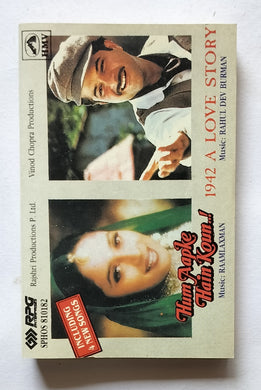 HMV
Vinod Chopra Productions
1942 A LOVE STORY
Music: RAHUL DEV BURMAN
Rajshri Productions P. Ltd.
Hum Aapke
Hain Koun..!
Music: RAAMLAXMAN
INCLUDING
4 NEW SONGS
RPG
SPHOS 810182